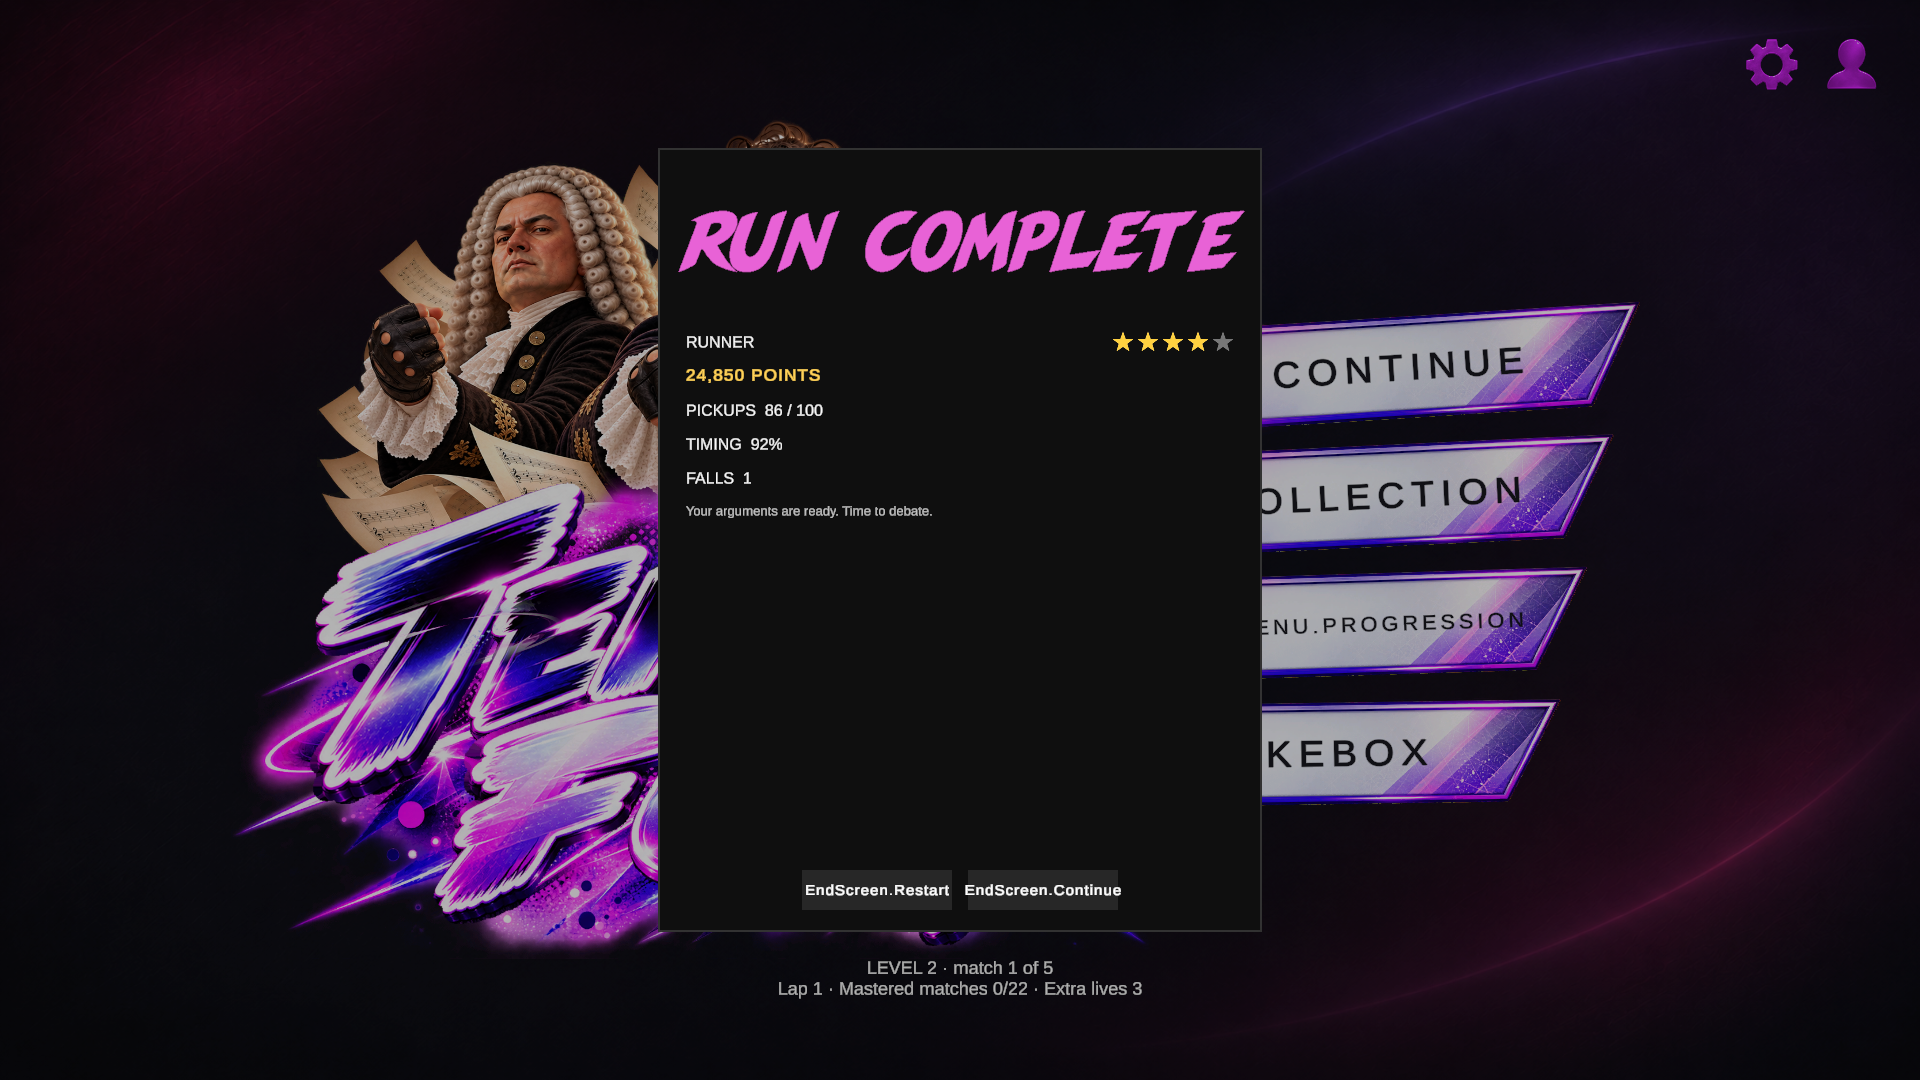 RUN COMPLETE
RUNNER
24,850 POINTS
PICKUPS 86 / 100
TIMING 92%
FALLS 1
Your arguments are ready. Time to debate.
EndScreen.Restart
EndScreen.Continue
CONTINUE
OLLECTION
ENU.PROGRESSION
KEBOX
TE
F
LEVEL 2 · match 1 of 5
Lap 1 · Mastered matches 0/22 · Extra lives 3